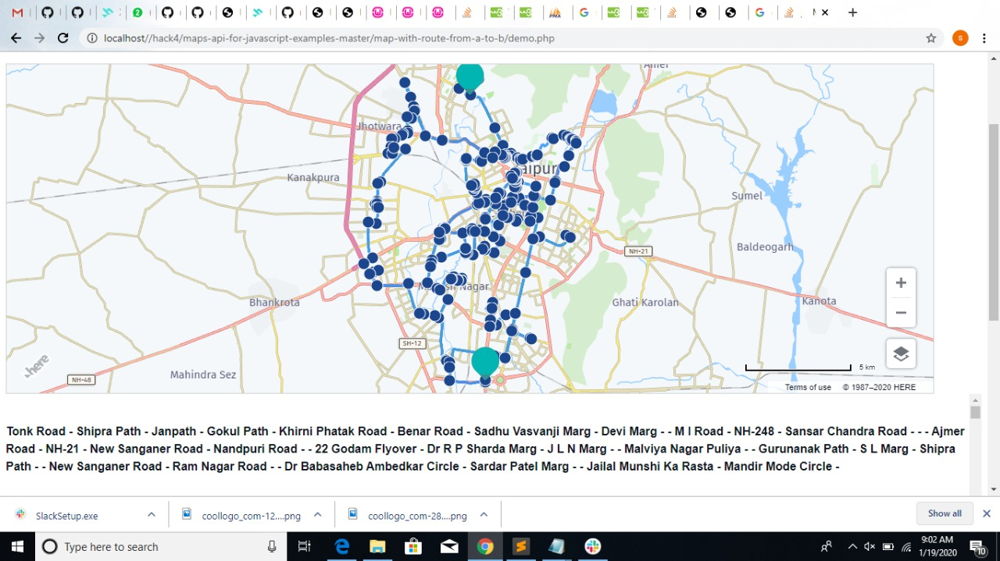 2
localhost//hack4/maps-api-for-javascript-examples-master/map-with-route-from-a-to-b/demo.php
s
Amer
Jhotwara
aipur
Kanakpura
Sumel
Baldeogarh
NH-21
Nagar
Bhankrota
Ghati Karolan
Kanota
SH-12
here
Mahindra Sez
NH-48
5 km
Terms of use © 1987–2020 HERE
Tonk Road - Shipra Path - Janpath - Gokul Path - Khirni Phatak Road - Benar Road - Sadhu Vasvanji Marg - Devi Marg - - M I Road - NH-248 - Sansar Chandra Road - - - Ajmer
Road - NH-21 - New Sanganer Road - Nandpuri Road - - 22 Godam Flyover - Dr R P Sharda Marg - J L N Marg - - Malviya Nagar Puliya - - Gurunanak Path - S L Marg - Shipra
Path - - New Sanganer Road - Ram Nagar Road - - Dr Babasaheb Ambedkar Circle - Sardar Patel Marg - - Jailal Munshi Ka Rasta - Mandir Mode Circle -
SlackSetup.exe
coollogo_com-12....png
coollogo_com-28....png
Show all
Type here to search
9:02 AM
1/19/2020
10